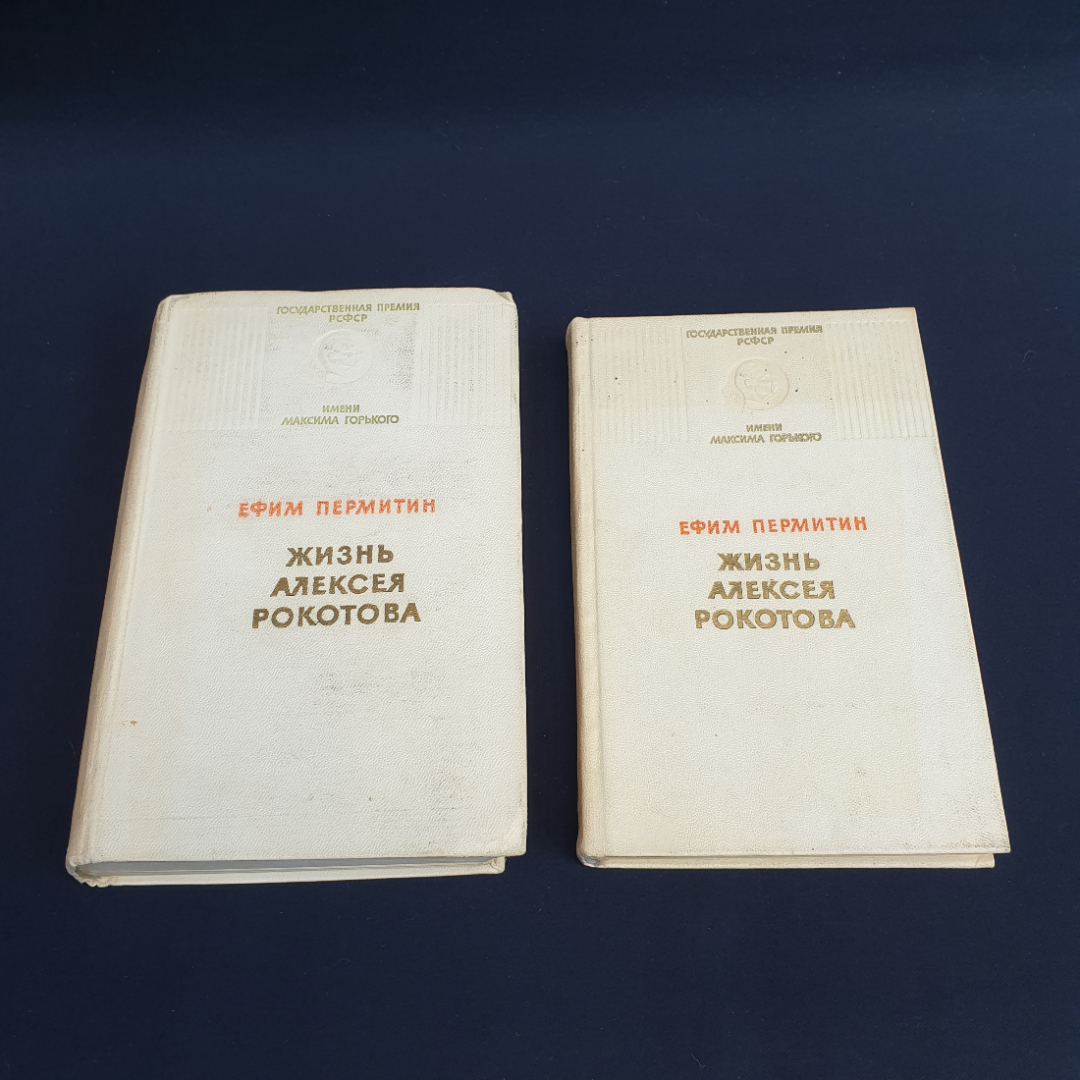 ГОСУДАРСТВЕННАЯ ПРЕМИЯ
РСФСР
ИМЕНИ
МАКСИМА ГОРЬКОГО
ЕФИМ ПЕРМИТИН
ЖИЗНЬ
АЛЕКСЕЯ
РОКОТОВА
ГОСУДАРСТВЕННАЯ ПРЕМИЯ
РСФСР
ИМЕНИ
МАКСИМА ГОРЬКОГО
ЕФИМ ПЕРМИТИН
ЖИЗНЬ
АЛЕКСЕЯ
РОКОТОВА